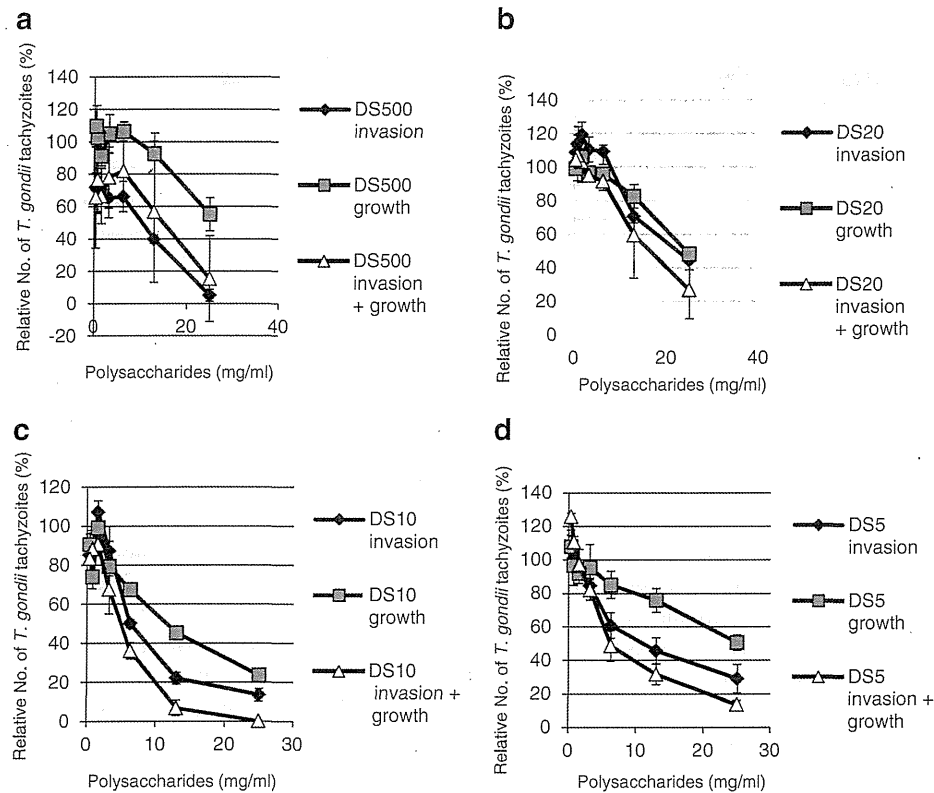 a
Relative No. of T. gondii tachyzoites (%)
140
120
100
80
60
40
20
0
-20
0
20
40
Polysaccharides (mg/ml)
DS500
invasion
DS500
growth
DS500
invasion
+ growth
b
Relative No. of T. gondii tachyzoites (%)
140
120
100
80
60
40
20
0
0
20
40
Polysaccharides (mg/ml)
DS20
invasion
DS20
growth
DS20
invasion
+ growth
c
Relative No. of T. gondii tachyzoites (%)
120
100
80
60
40
20
0
0
10
20
30
Polysaccharides (mg/ml)
DS10
invasion
DS10
growth
DS10
invasion +
growth
d
Relative No. of T. gondii tachyzoites (%)
140
120
100
80
60
40
20
0
0
10
20
30
Polysaccharides (mg/ml)
DS5
invasion
DS5
growth
DS5
invasion +
growth